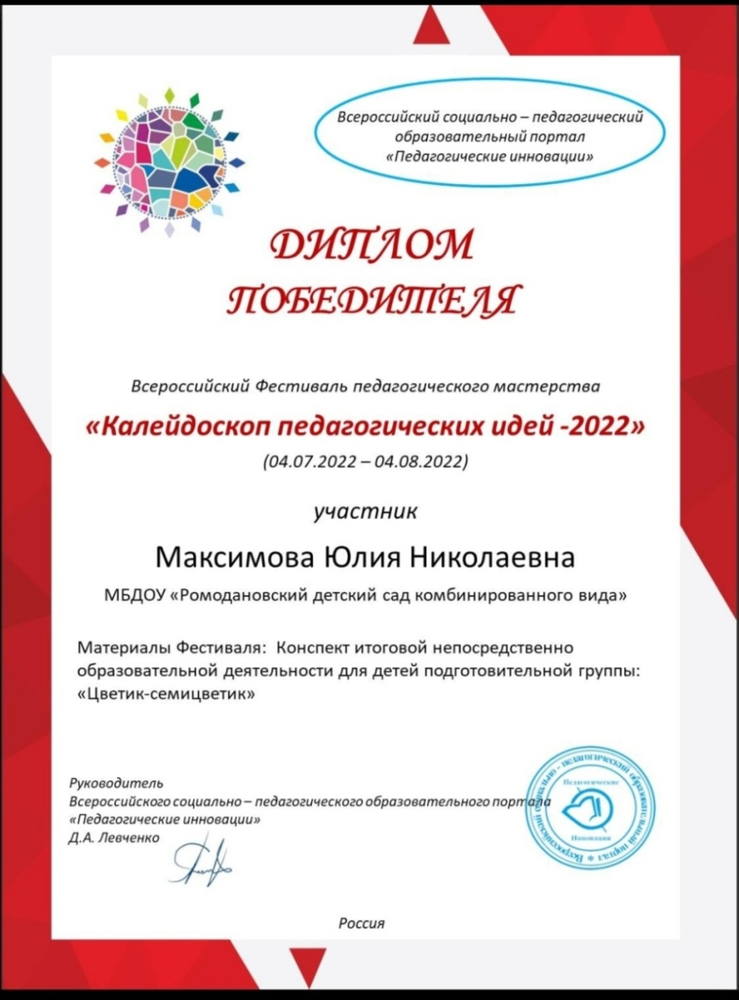 Всероссийский социально – педагогический
образовательный портал
«Педагогические инновации»
ДИПЛОМ
ПОБЕДИТЕЛЯ
Всероссийский Фестиваль педагогического мастерства
«Калейдоскоп педагогических идей -2022»
(04.07.2022 – 04.08.2022)
участник
Максимова Юлия Николаевна
МБДОУ «Ромодановский детский сад комбинированного вида»
Материалы Фестиваля: Конспект итоговой непосредственно
образовательной деятельности для детей подготовительной группы:
«Цветик-семицветик»
Руководитель
Всероссийского социально – педагогического образовательного портала
«Педагогические инновации»
Д.А. Левченко
Всероссийский социально - педагогический образовательный портал *
Педагогические
Инновации
Россия